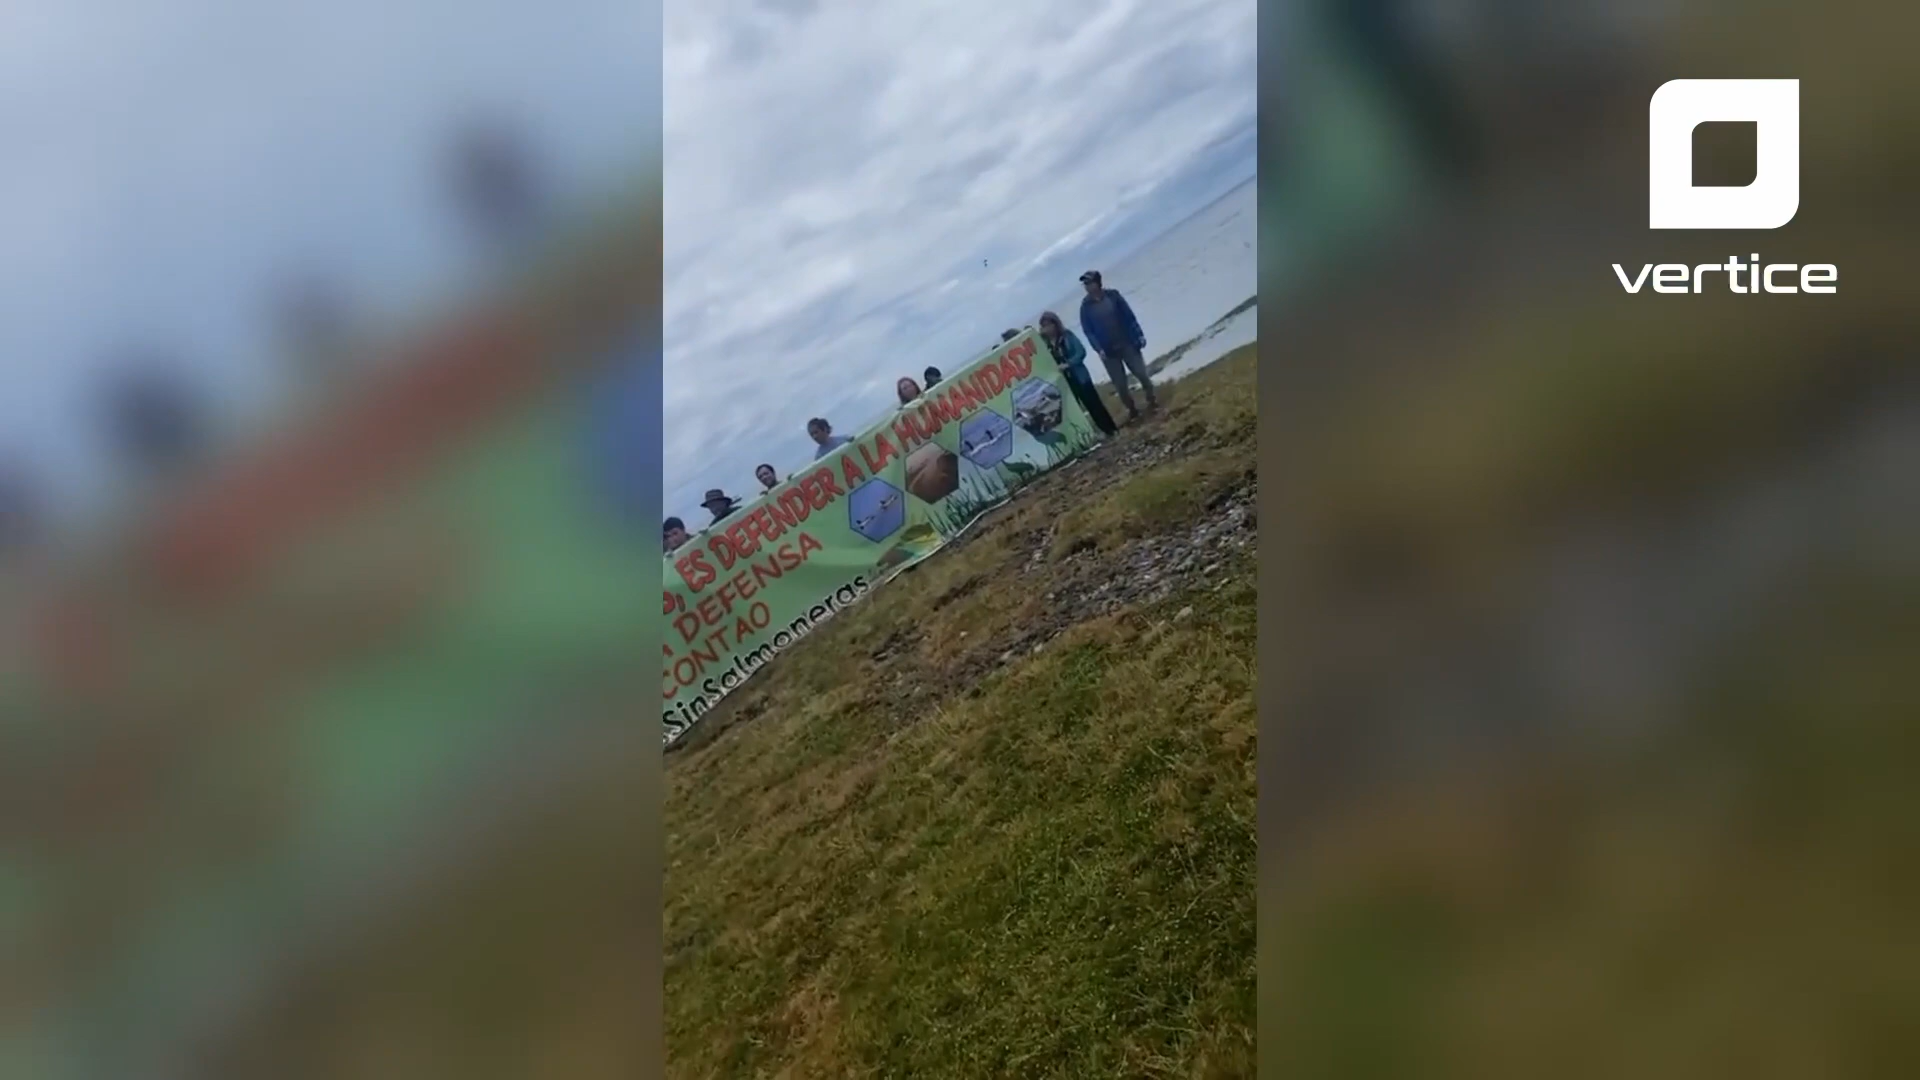 ES DEFENDER A LA HUMANIDAD"
DEFENSA
CONTAO
SinSalmoneras
vertice